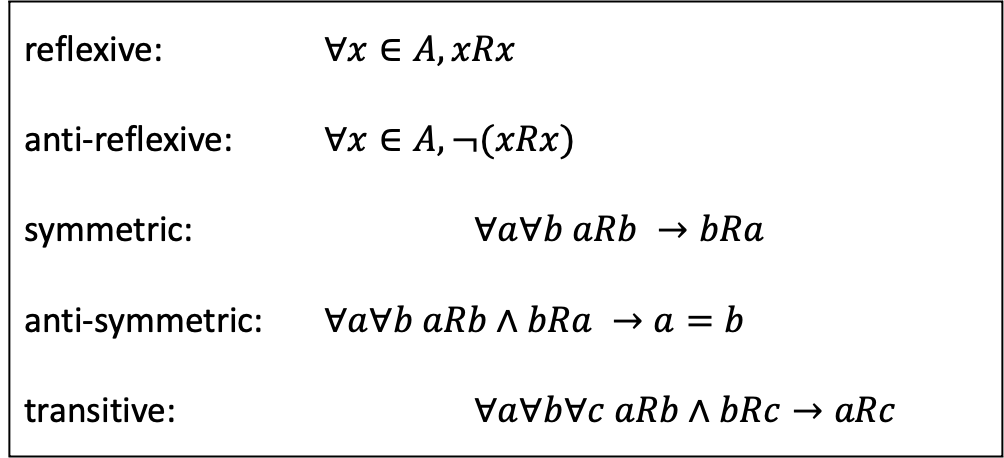 reflexive: ∀x ∈ A, xRx
anti-reflexive: ∀x ∈ A, ¬(xRx)
symmetric: ∀a∀b aRb → bRa
anti-symmetric: ∀a∀b aRb ∧ bRa → a = b
transitive: ∀a∀b∀c aRb ∧ bRc → aRc